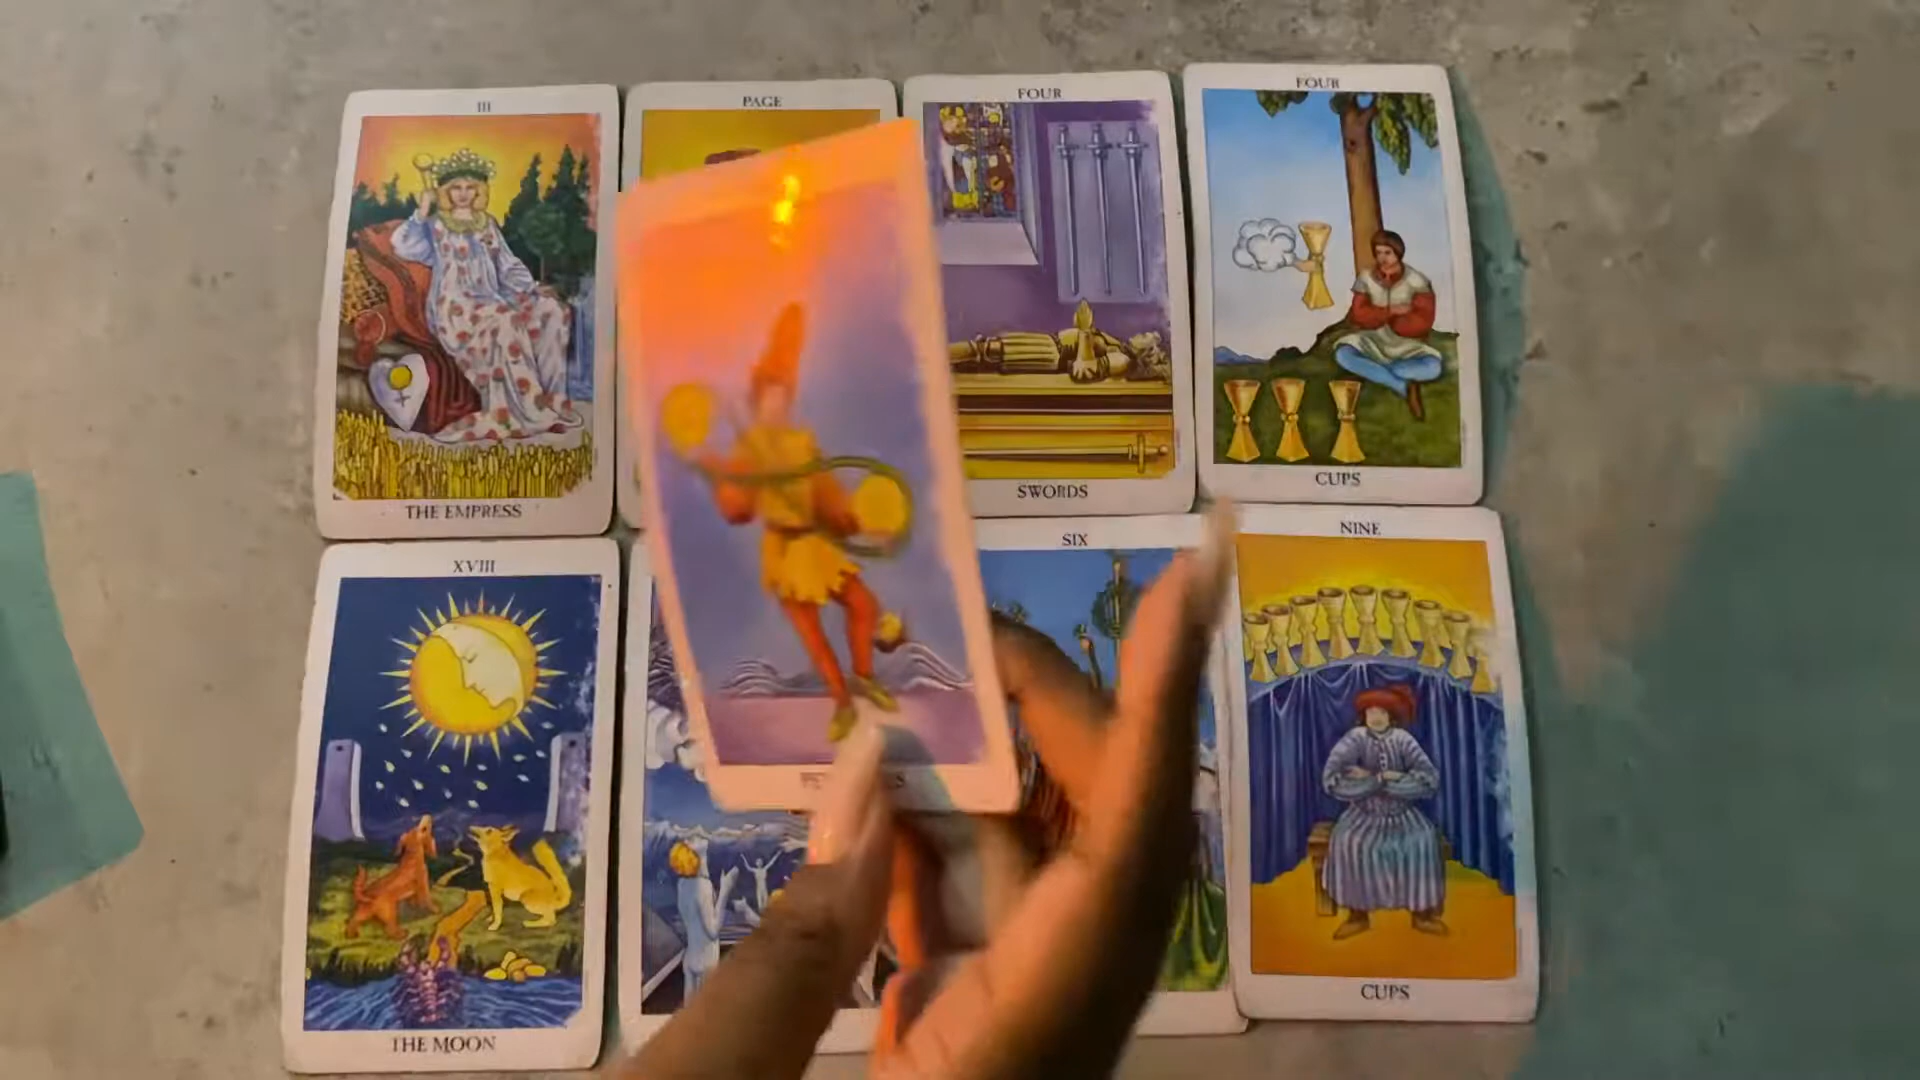 III
THE EMPRESS
PAGE
FOUR
SWORDS
FOUR
CUPS
XVIII
THE MOON
SIX
NINE
CUPS